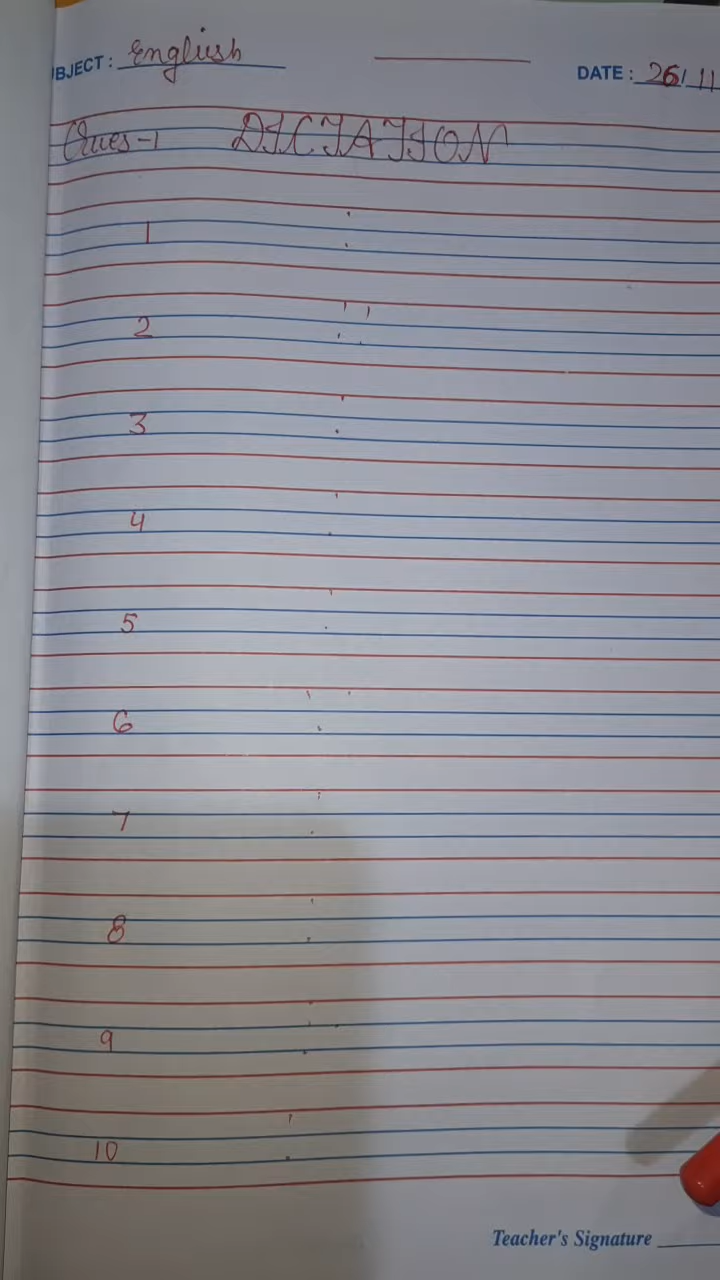 BJECT : English
DATE : 26/11
Ques-1 DICTATION
1
2
3
4
5
6
7
8
9
10
Teacher's Signature